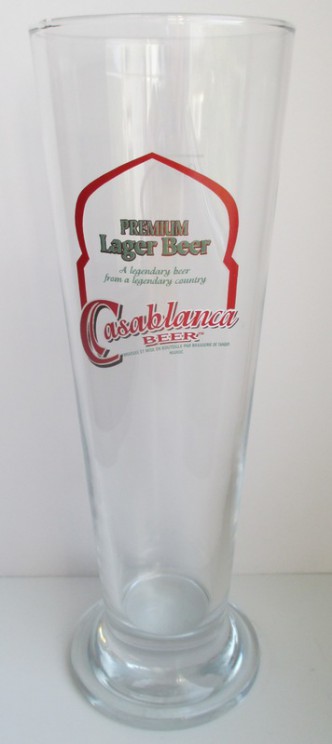 PREMIUM
Lager Beer
A legendary beer
from a legendary country
Casablanca
BEER